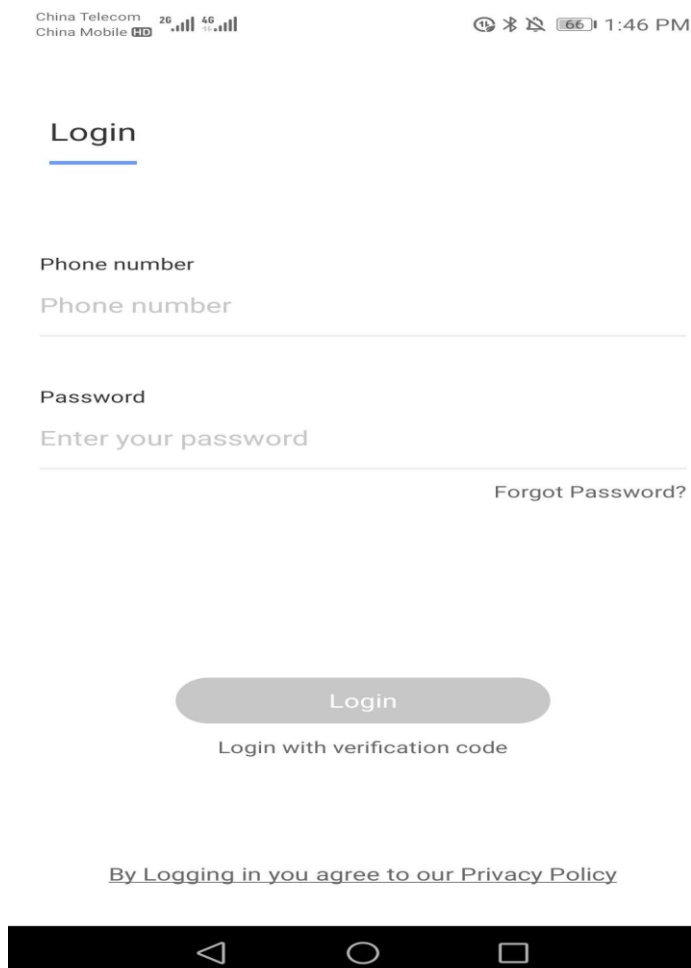 China Telecom 2G 4G
China Mobile HD
66 1:46 PM
Login
Phone number
Phone number
Password
Enter your password
Forgot Password?
Login
Login with verification code
By Logging in you agree to our Privacy Policy